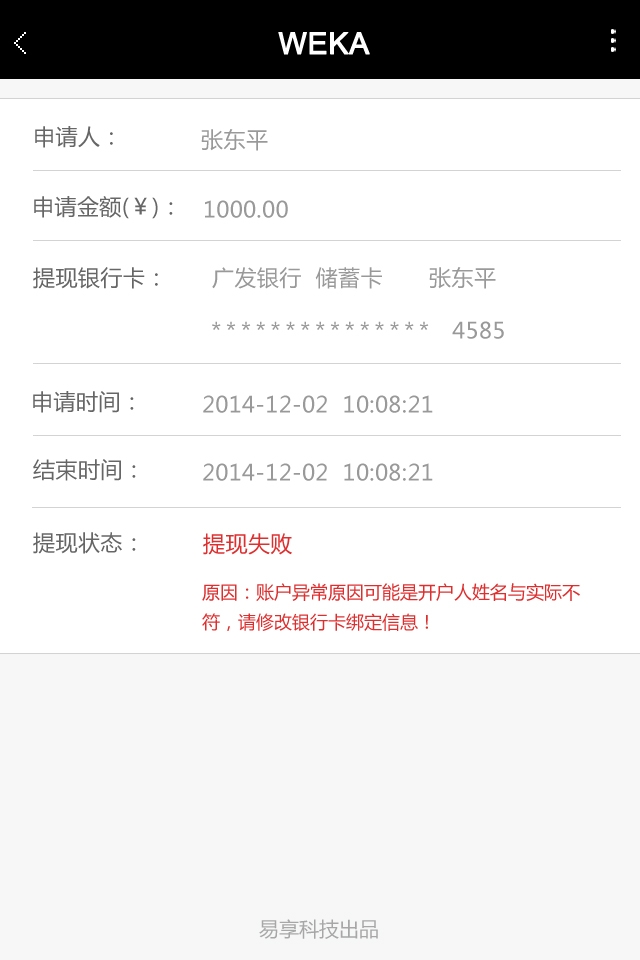 WEKA
申请人： 张东平
申请金额(￥)： 1000.00
提现银行卡： 广发银行 储蓄卡 张东平
*************** 4585
申请时间： 2014-12-02 10:08:21
结束时间： 2014-12-02 10:08:21
提现状态： 提现失败
原因：账户异常原因可能是开户人姓名与实际不
符，请修改银行卡绑定信息！
易享科技出品